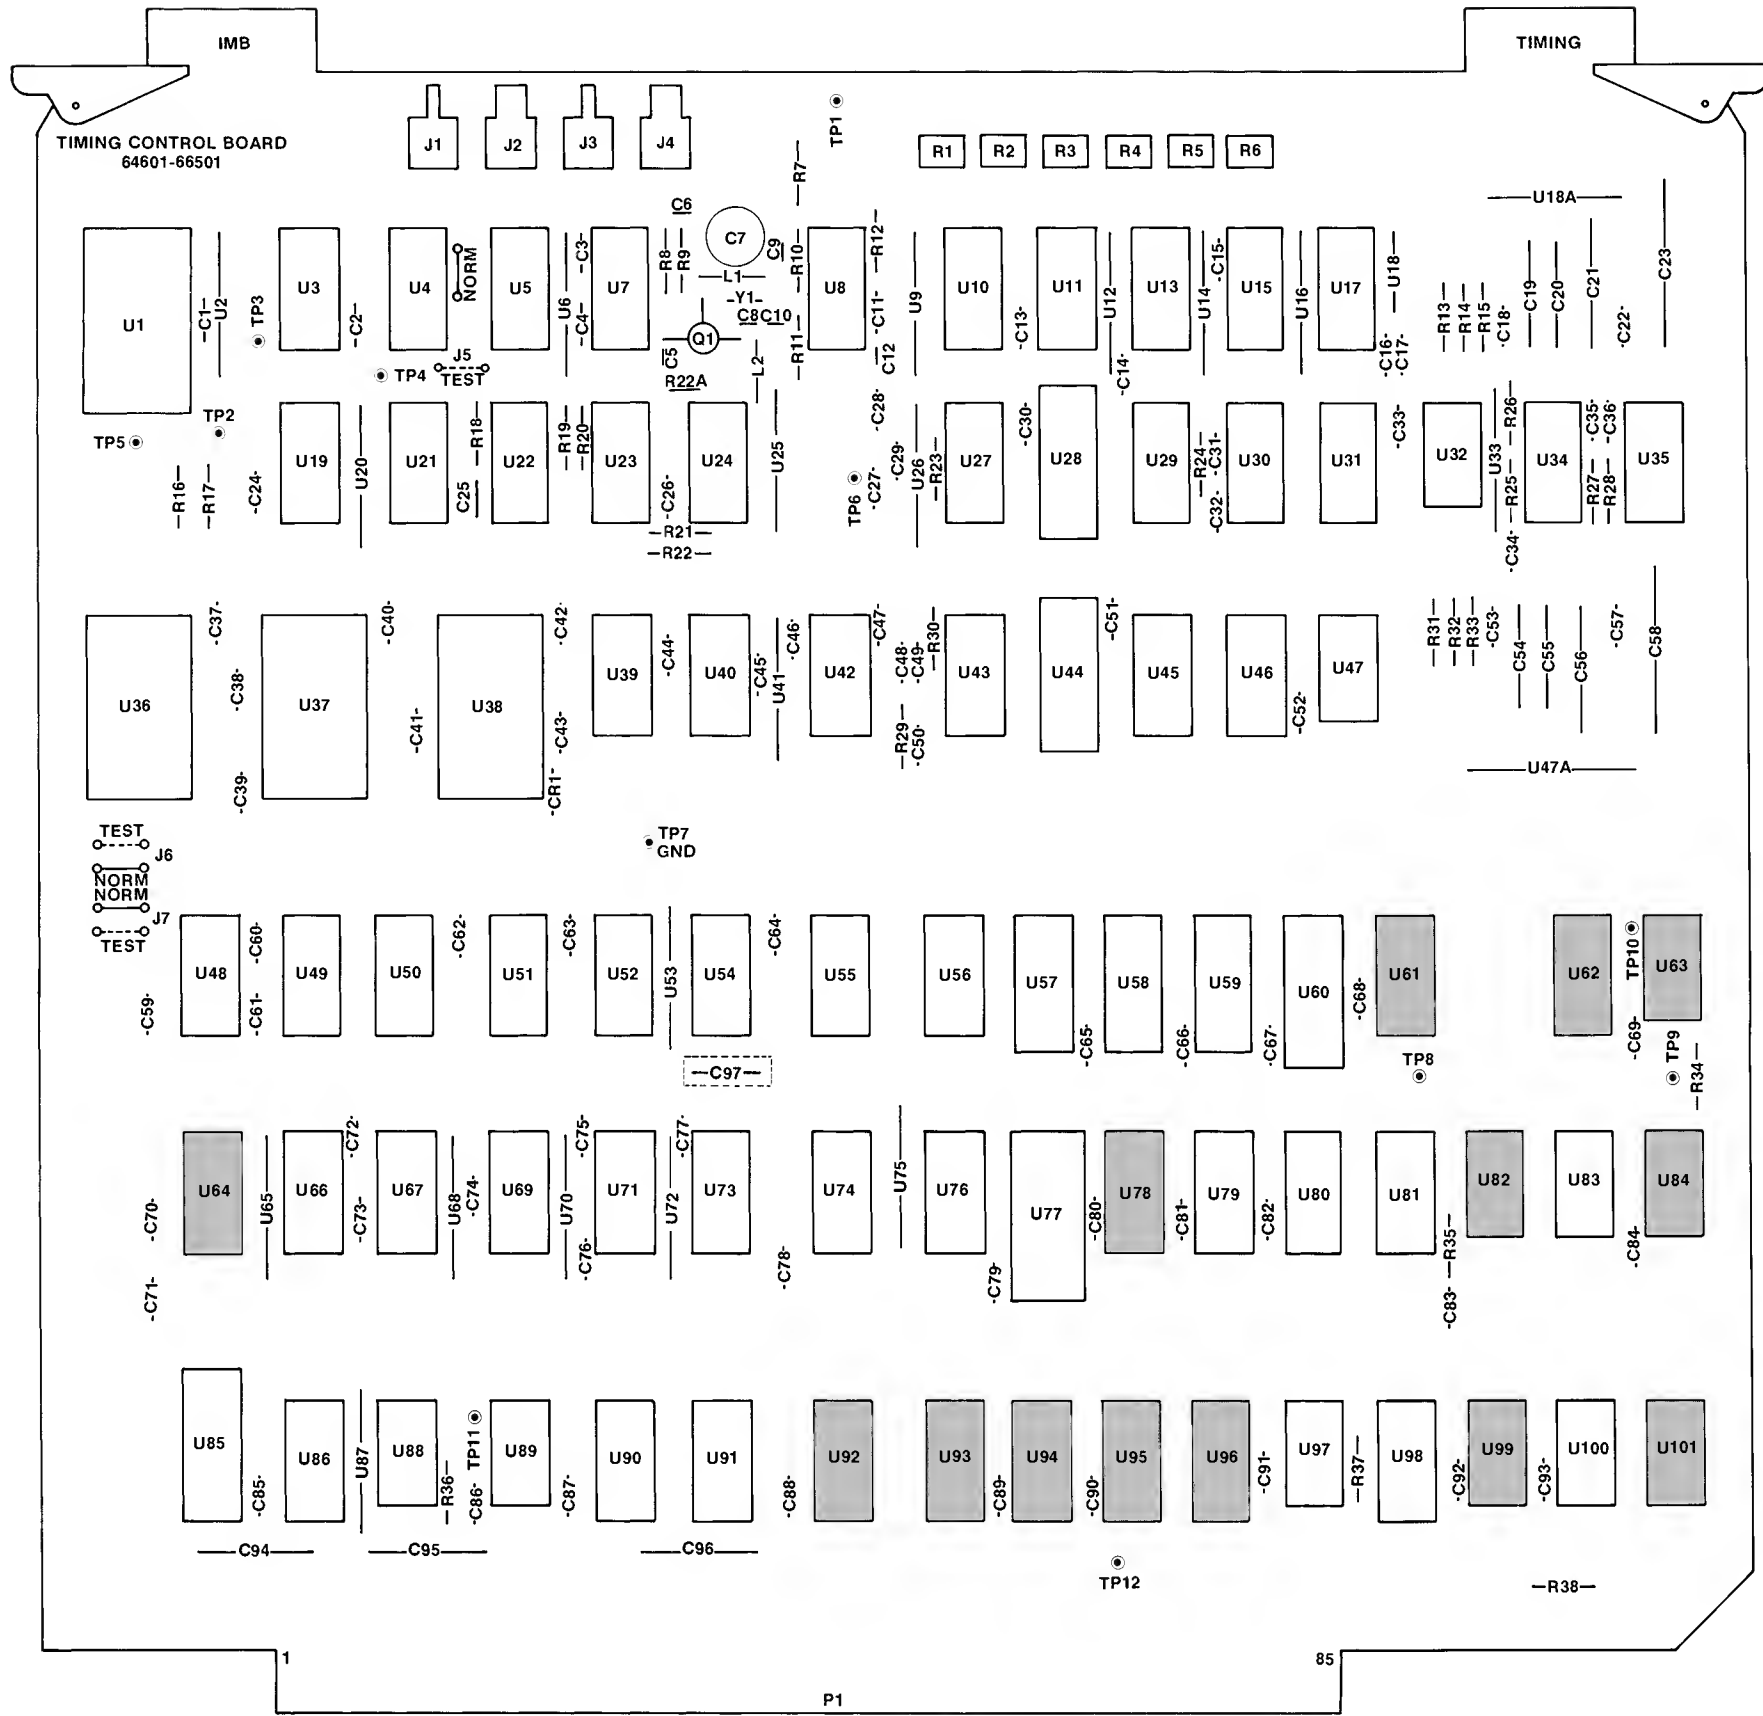 IMB
TIMING
TIMING CONTROL BOARD
64601-66501
J1
J2
J3
J4
TP1
R1
R2
R3
R4
R5
R6
R7
U18A
C6
C7
C9
U1
C1
U2
TP3
U3
C2
U4
NORM
U5
U6
C3
C4
U7
R8
R9
L1
Y1
C8
C10
Q1
C5
R22A
L2
R10
R11
U8
R12
C11
C12
U9
U10
C13
U11
U12
C14
U13
U14
C15
U15
U16
U17
U18
C16
C17
R13
R14
R15
C18
C19
C20
C21
C22
C23
J5
TEST
TP4
TP2
TP5
R16
R17
C24
U19
U20
U21
R18
C25
U22
R19
R20
U23
C26
U24
R21
R22
U25
TP6
C28
C27
C29
U26
R23
U27
C30
U28
U29
R24
C31
C32
U30
U31
C33
U32
U33
R26
R25
C34
U34
C35
C36
R27
R28
U35
U36
C37
C38
C39
U37
C40
C41
U38
C42
C43
CR1
U39
C44
U40
C45
U41
C46
U42
C47
C48
C49
R30
R29
C50
U43
U44
C51
U45
U46
C52
U47
R31
R32
R33
C53
C54
C55
C56
C57
C58
U47A
TEST
J6
NORM
NORM
J7
TEST
TP7
GND
U48
C59
C60
C61
U49
U50
C62
U51
C63
U52
U53
U54
C64
U55
U56
U57
C65
U58
C66
U59
C67
U60
C68
U61
U62
TP10
U63
C69
TP9
R34
TP8
C97
C70
C71
U64
U65
U66
C72
C73
U67
U68
C74
U69
U70
C75
C76
U71
U72
C77
U73
C78
U74
U75
U76
C79
U77
C80
U78
C81
U79
C82
U80
U81
R35
C83
U82
U83
C84
U84
U85
C85
U86
U87
U88
R36
TP11
C86
U89
C87
U90
U91
C88
U92
U93
C89
U94
C90
U95
U96
C91
U97
R37
U98
C92
U99
C93
U100
U101
C94
C95
C96
TP12
R38
1
85
P1